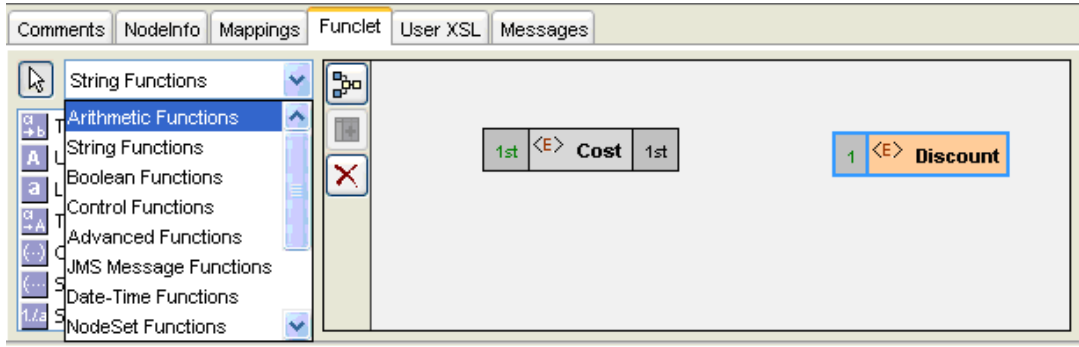 Comments NodeInfo Mappings Funclet User XSL Messages
String Functions
Arithmetic Functions
String Functions
Boolean Functions
Control Functions
Advanced Functions
JMS Message Functions
Date-Time Functions
NodeSet Functions
1st <E> Cost 1st
1 <E> Discount